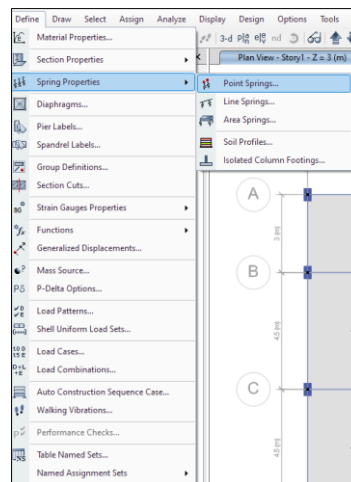 Define Draw Select Assign Analyze Display Design Options Tools
3-d Plạ elẹ nd
Plan View - Story1 - Z = 3 (m)
Material Properties...
Section Properties
Spring Properties
Point Springs...
Line Springs...
Area Springs...
Soil Profiles...
Isolated Column Footings...
Diaphragms...
Pier Labels...
Spandrel Labels...
Group Definitions...
Section Cuts...
Strain Gauges Properties
Functions
Generalized Displacements...
Mass Source...
P-Delta Options...
Load Patterns...
Shell Uniform Load Sets...
Load Cases...
Load Combinations...
Auto Construction Sequence Case...
Walking Vibrations...
Performance Checks...
Table Named Sets...
Named Assignment Sets
A
3 (m)
B
4.5 (m)
C
4.5 (m)